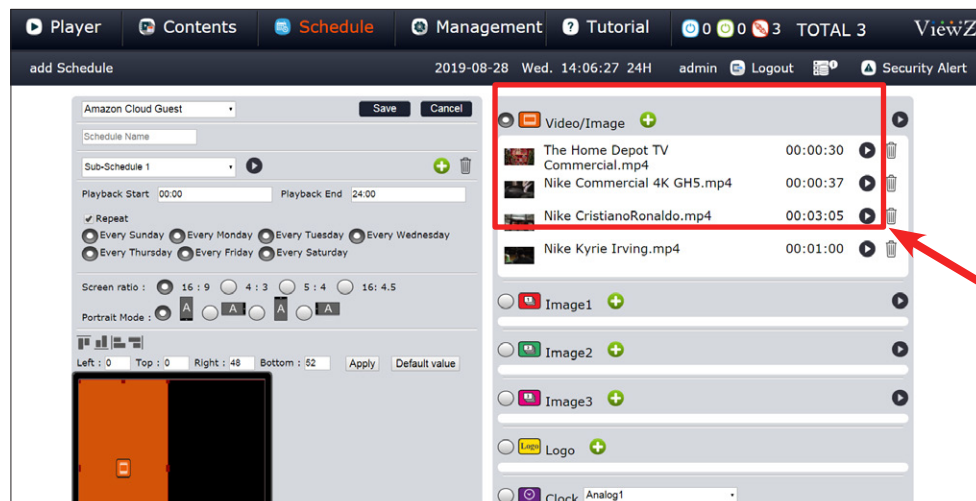 Player Contents Schedule Management Tutorial 0 0 3 TOTAL 3 ViewZ
add Schedule 2019-08-28 Wed. 14:06:27 24H admin Logout 0 Security Alert
Amazon Cloud Guest Save Cancel
Schedule Name
Sub-Schedule 1
Playback Start 00:00 Playback End 24:00
Repeat
Every Sunday Every Monday Every Tuesday Every Wednesday
Every Thursday Every Friday Every Saturday
Screen ratio : 16 : 9 4 : 3 5 : 4 16: 4.5
Portrait Mode : A A A A
Left : 0 Top : 0 Right : 48 Bottom : 52 Apply Default value
Video/Image
The Home Depot TV 00:00:30
Commercial.mp4
Nike Commercial 4K GH5.mp4 00:00:37
Nike CristianoRonaldo.mp4 00:03:05
Nike Kyrie Irving.mp4 00:01:00
Image1
Image2
Image3
Logo Logo
Clock Analog1